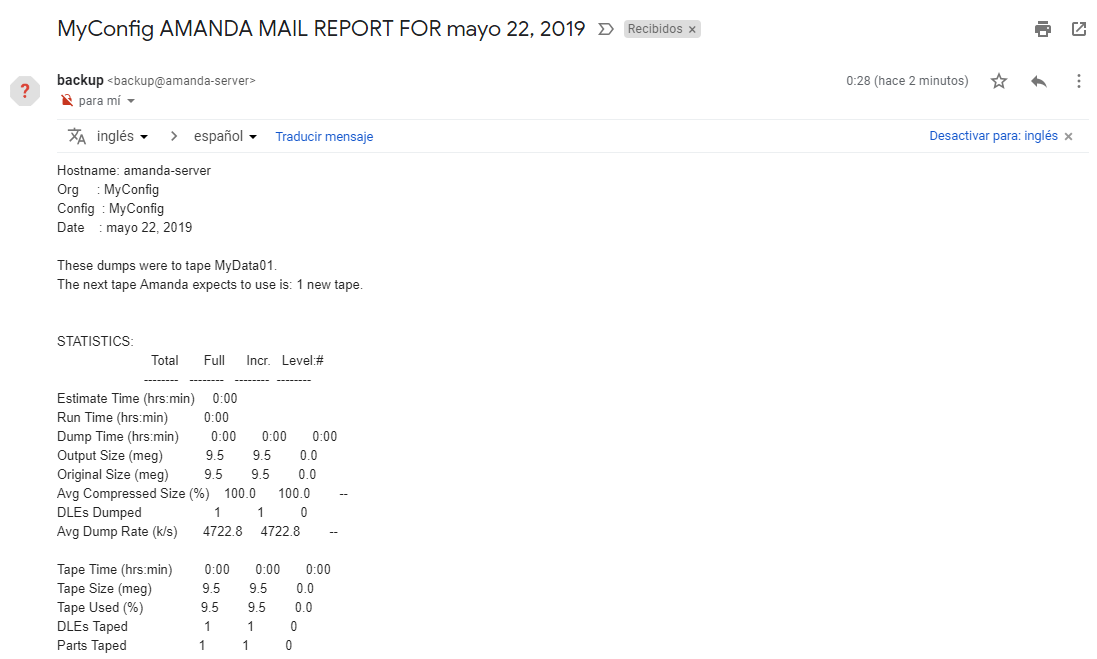 MyConfig AMANDA MAIL REPORT FOR mayo 22, 2019 Recibidos ×
backup <backup@amanda-server> 0:28 (hace 2 minutos)
?
para mí
inglés > español Traducir mensaje Desactivar para: inglés ×
Hostname: amanda-server
Org : MyConfig
Config : MyConfig
Date : mayo 22, 2019
These dumps were to tape MyData01.
The next tape Amanda expects to use is: 1 new tape.
STATISTICS:
Total Full Incr. Level:#
-------- -------- -------- --------
Estimate Time (hrs:min) 0:00
Run Time (hrs:min) 0:00
Dump Time (hrs:min) 0:00 0:00 0:00
Output Size (meg) 9.5 9.5 0.0
Original Size (meg) 9.5 9.5 0.0
Avg Compressed Size (%) 100.0 100.0 --
DLEs Dumped 1 1 0
Avg Dump Rate (k/s) 4722.8 4722.8 --
Tape Time (hrs:min) 0:00 0:00 0:00
Tape Size (meg) 9.5 9.5 0.0
Tape Used (%) 9.5 9.5 0.0
DLEs Taped 1 1 0
Parts Taped 1 1 0